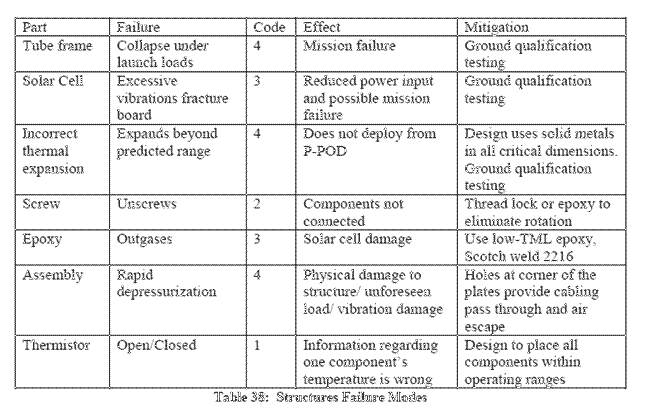 Part Failure Code Effect Mitigation
Tube frame Collapse under 4 Mission failure Ground qualification
launch loads testing
Solar Cell Excessive 3 Reduced power input Ground qualification
vibrations fracture and possible mission testing
board failure
Incorrect Expands beyond 4 Does not deploy from Design uses solid metals
thermal predicted range P-POD in all critical dimensions.
expansion Ground qualification
testing
Screw Unscrews 2 Components not Thread lock or epoxy to
connected eliminate rotation
Epoxy Outgases 3 Solar cell damage Use low-TML epoxy,
Scotch weld 2216
Assembly Rapid 4 Physical damage to Holes at corner of the
depressurization structure/ unforeseen plates provide cabling
load/ vibration damage pass through and air
escape
Thermistor Open/Closed 1 Information regarding Design to place all
one component's components within
temperature is wrong operating ranges
Table 38: Structures Failure Modes